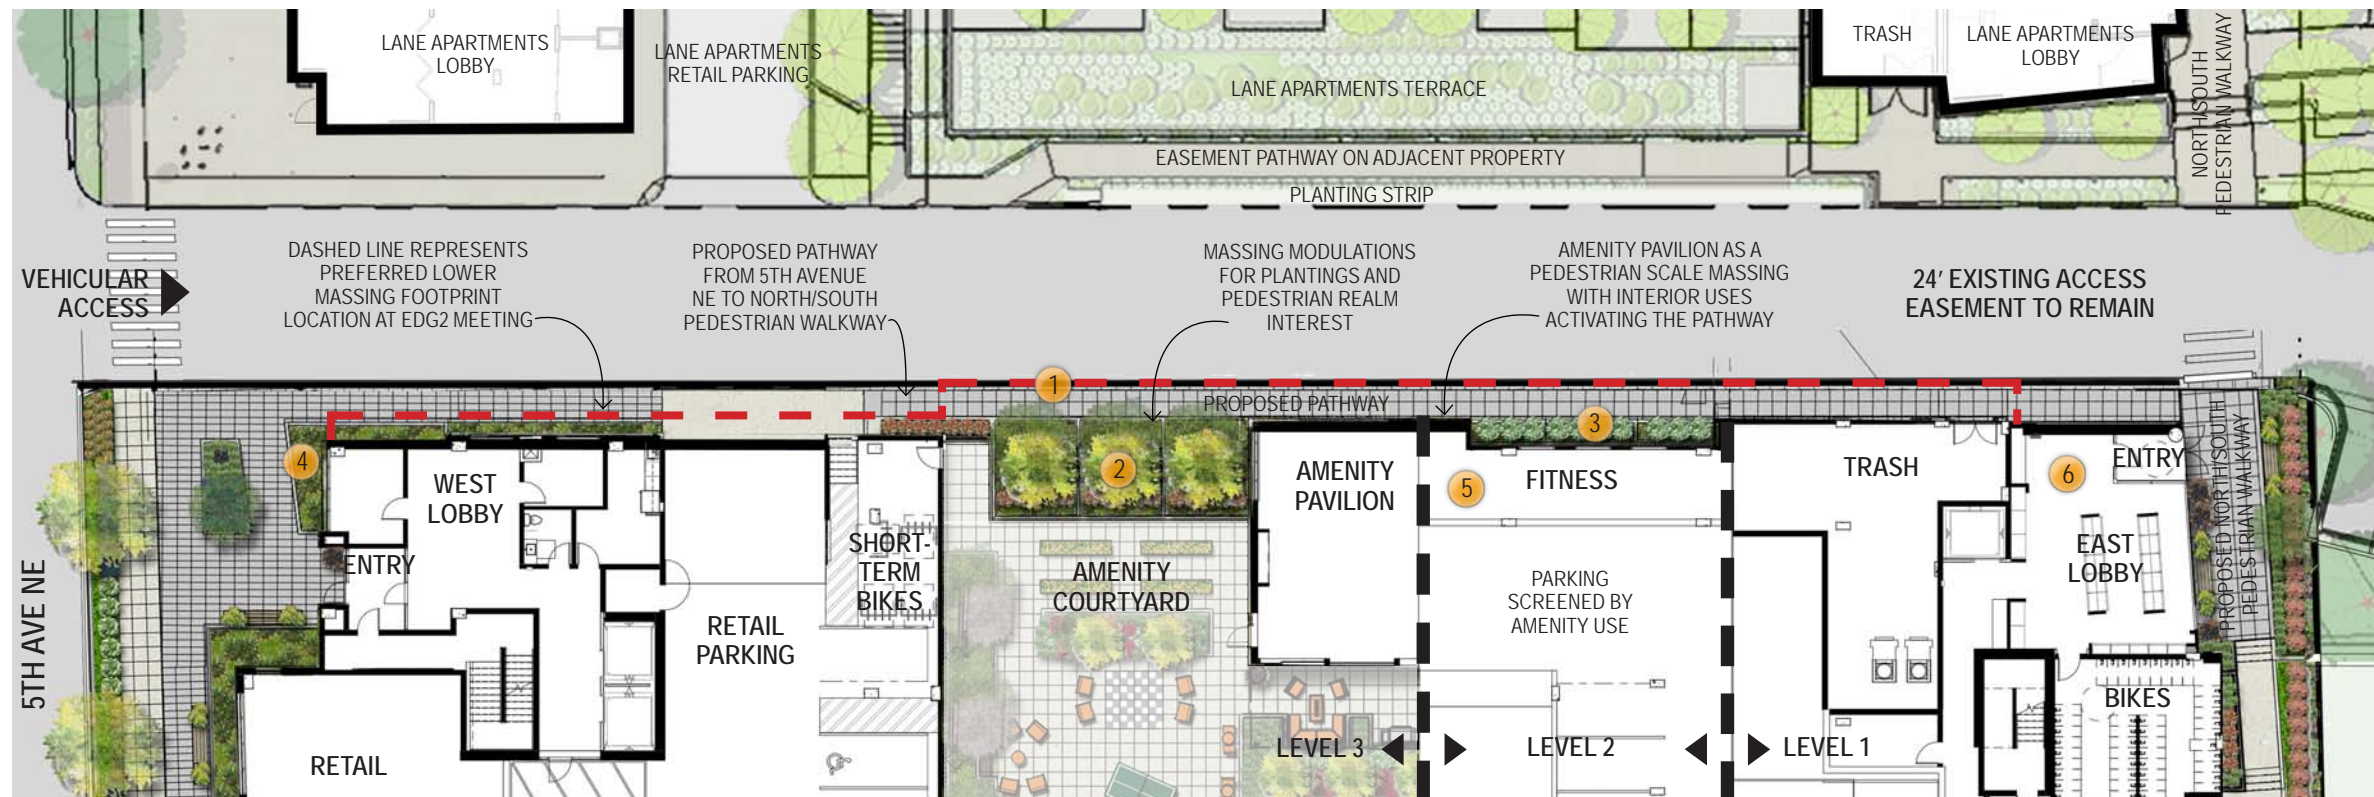 LANE APARTMENTS
LOBBY
LANE APARTMENTS
RETAIL PARKING
LANE APARTMENTS TERRACE
TRASH
LANE APARTMENTS
LOBBY
NORTH/SOUTH
PEDESTRIAN WALKWAY
EASEMENT PATHWAY ON ADJACENT PROPERTY
PLANTING STRIP
VEHICULAR
ACCESS
DASHED LINE REPRESENTS
PREFERRED LOWER
MASSING FOOTPRINT
LOCATION AT EDG2 MEETING
PROPOSED PATHWAY
FROM 5TH AVENUE
NE TO NORTH/SOUTH
PEDESTRIAN WALKWAY
MASSING MODULATIONS
FOR PLANTINGS AND
PEDESTRIAN REALM
INTEREST
AMENITY PAVILION AS A
PEDESTRIAN SCALE MASSING
WITH INTERIOR USES
ACTIVATING THE PATHWAY
24' EXISTING ACCESS
EASEMENT TO REMAIN
1
PROPOSED PATHWAY
3
4
2
5
6
WEST
LOBBY
ENTRY
SHORT-
TERM
BIKES
RETAIL
PARKING
RETAIL
AMENITY
COURTYARD
AMENITY
PAVILION
FITNESS
PARKING
SCREENED BY
AMENITY USE
TRASH
ENTRY
EAST
LOBBY
BIKES
PROPOSED NORTH/SOUTH
PEDESTRIAN WALKWAY
5TH AVE NE
LEVEL 3
LEVEL 2
LEVEL 1